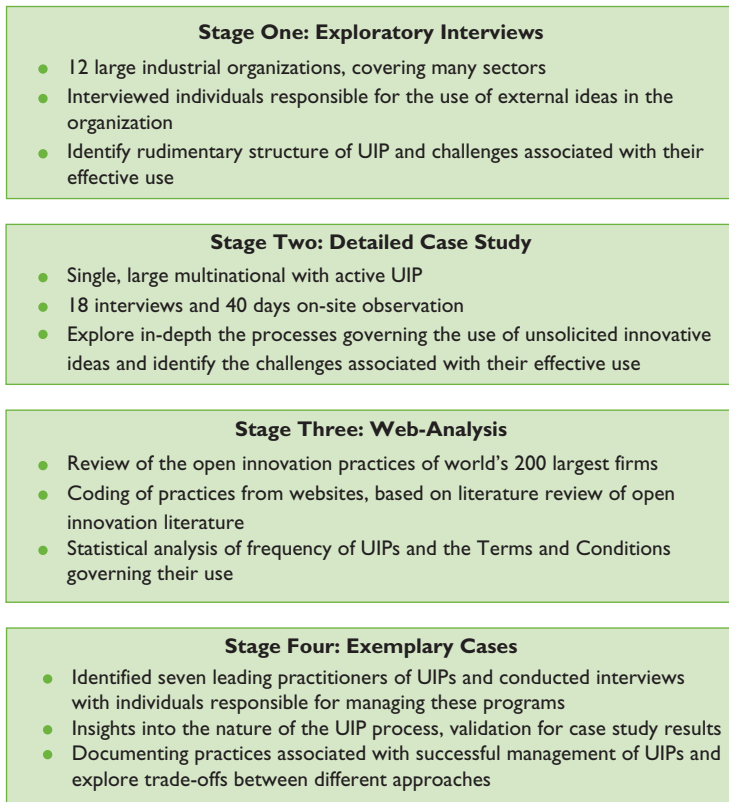 Stage One: Exploratory Interviews
● 12 large industrial organizations, covering many sectors
● Interviewed individuals responsible for the use of external ideas in the
organization
● Identify rudimentary structure of UIP and challenges associated with their
effective use
Stage Two: Detailed Case Study
● Single, large multinational with active UIP
● 18 interviews and 40 days on-site observation
● Explore in-depth the processes governing the use of unsolicited innovative
ideas and identify the challenges associated with their effective use
Stage Three: Web-Analysis
● Review of the open innovation practices of world's 200 largest firms
● Coding of practices from websites, based on literature review of open
innovation literature
● Statistical analysis of frequency of UIPs and the Terms and Conditions
governing their use
Stage Four: Exemplary Cases
● Identified seven leading practitioners of UIPs and conducted interviews
with individuals responsible for managing these programs
● Insights into the nature of the UIP process, validation for case study results
● Documenting practices associated with successful management of UIPs and
explore trade-offs between different approaches